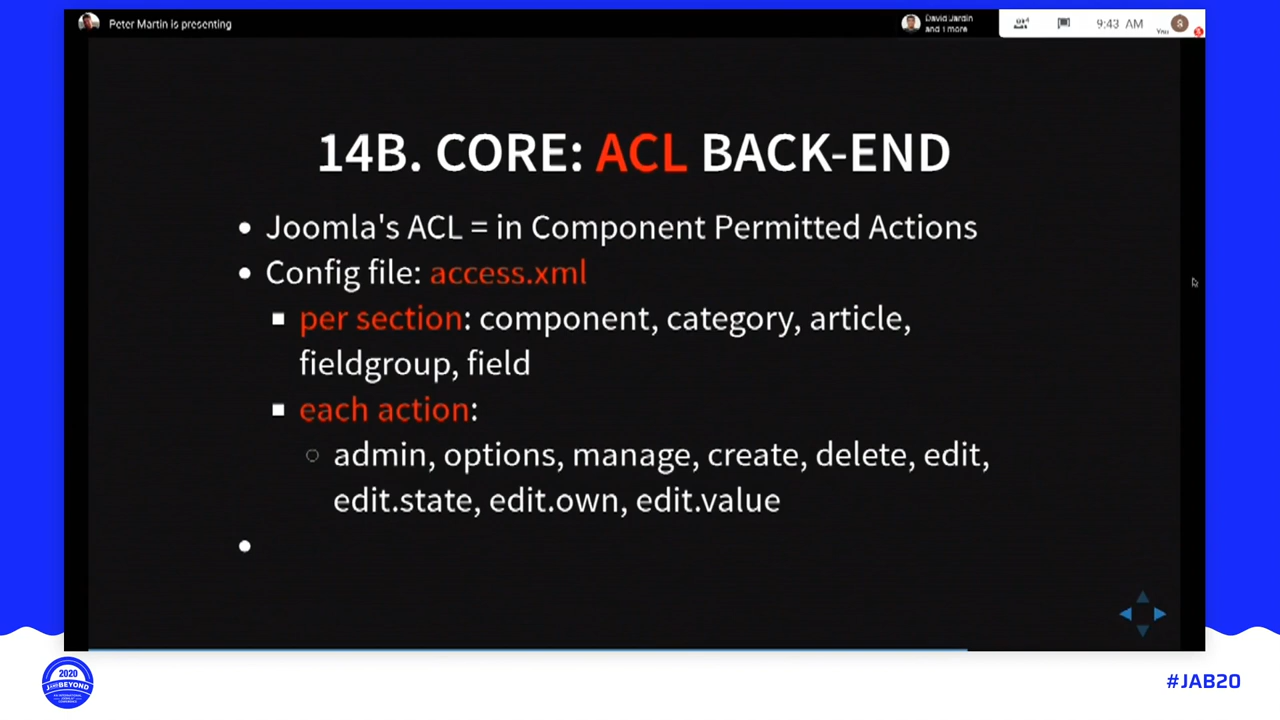 Peter Martin is presenting
David Jardin
and 1 more
9:43 AM
You
S
14B. CORE: ACL BACK-END
Joomla's ACL = in Component Permitted Actions
Config file: access.xml
per section: component, category, article,
fieldgroup, field
each action:
admin, options, manage, create, delete, edit,
edit.state, edit.own, edit.value
2020
BEYOND
#JAB20